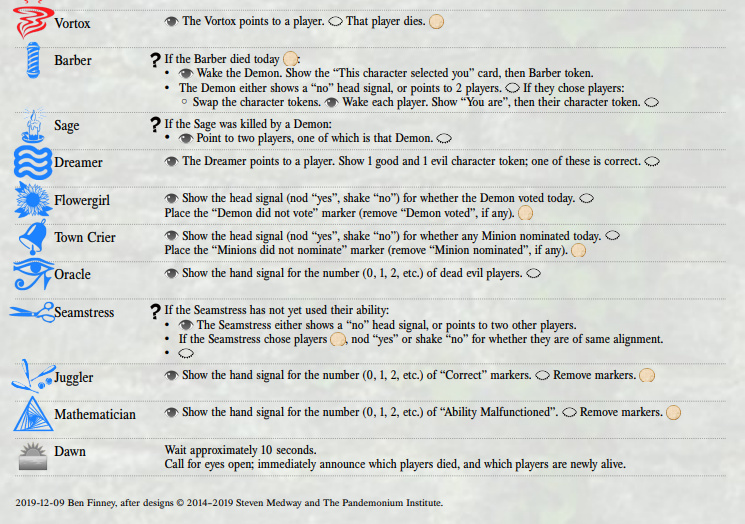 Vortox The Vortox points to a player. That player dies.
Barber ? If the Barber died today :
• Wake the Demon. Show the “This character selected you” card, then Barber token.
• The Demon either shows a “no” head signal, or points to 2 players. If they chose players:
○ Swap the character tokens. Wake each player. Show “You are”, then their character token.
Sage ? If the Sage was killed by a Demon:
• Point to two players, one of which is that Demon.
Dreamer The Dreamer points to a player. Show 1 good and 1 evil character token; one of these is correct.
Flowergirl Show the head signal (nod “yes”, shake “no”) for whether the Demon voted today.
Place the “Demon did not vote” marker (remove “Demon voted”, if any).
Town Crier Show the head signal (nod “yes”, shake “no”) for whether any Minion nominated today.
Place the “Minions did not nominate” marker (remove “Minion nominated”, if any).
Oracle Show the hand signal for the number (0, 1, 2, etc.) of dead evil players.
Seamstress ? If the Seamstress has not yet used their ability:
• The Seamstress either shows a “no” head signal, or points to two other players.
• If the Seamstress chose players , nod “yes” or shake “no” for whether they are of same alignment.
•
Juggler Show the hand signal for the number (0, 1, 2, etc.) of “Correct” markers. Remove markers.
Mathematician Show the hand signal for the number (0, 1, 2, etc.) of “Ability Malfunctioned”. Remove markers.
Dawn Wait approximately 10 seconds.
Call for eyes open; immediately announce which players died, and which players are newly alive.
2019-12-09 Ben Finney, after designs © 2014–2019 Steven Medway and The Pandemonium Institute.